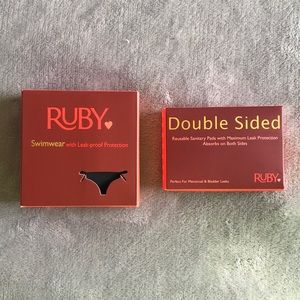 RUBY
Swimwear with Leak-proof Protection
Double Sided
Reusable Sanitary Pads with Maximum Leak Protection
Absorbs on Both Sides
Perfect For Menstrual & Bladder Leaks
RUBY